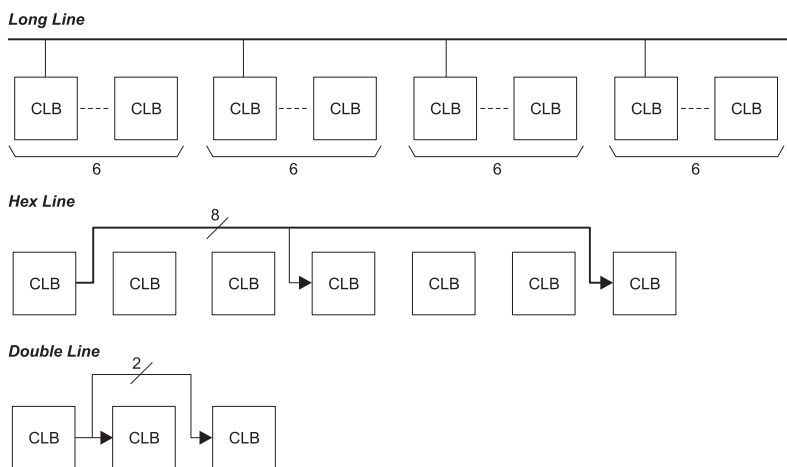 Long Line
CLB CLB CLB CLB CLB CLB CLB CLB
6 6 6 6
Hex Line
8
CLB CLB CLB CLB CLB CLB CLB
Double Line
2
CLB CLB CLB